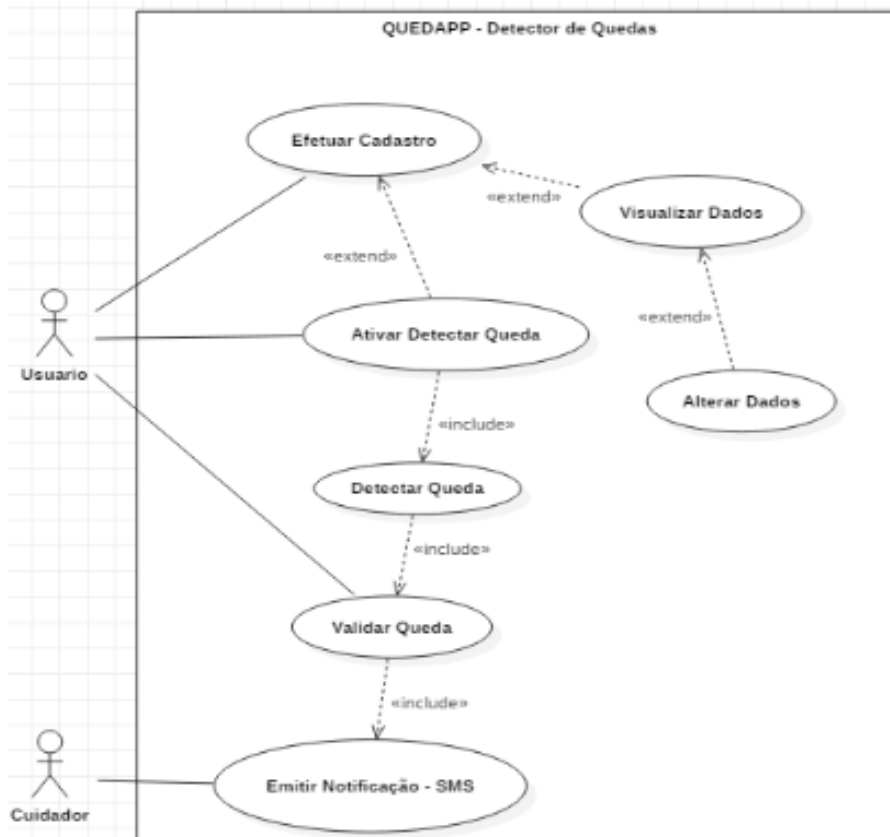 QUEDAPP - Detector de Quedas
Efetuar Cadastro
«extend»
Visualizar Dados
«extend»
«extend»
Ativar Detectar Queda
Usuario
Alterar Dados
«include»
Detectar Queda
«include»
Validar Queda
«include»
Emitir Notificação - SMS
Cuidador